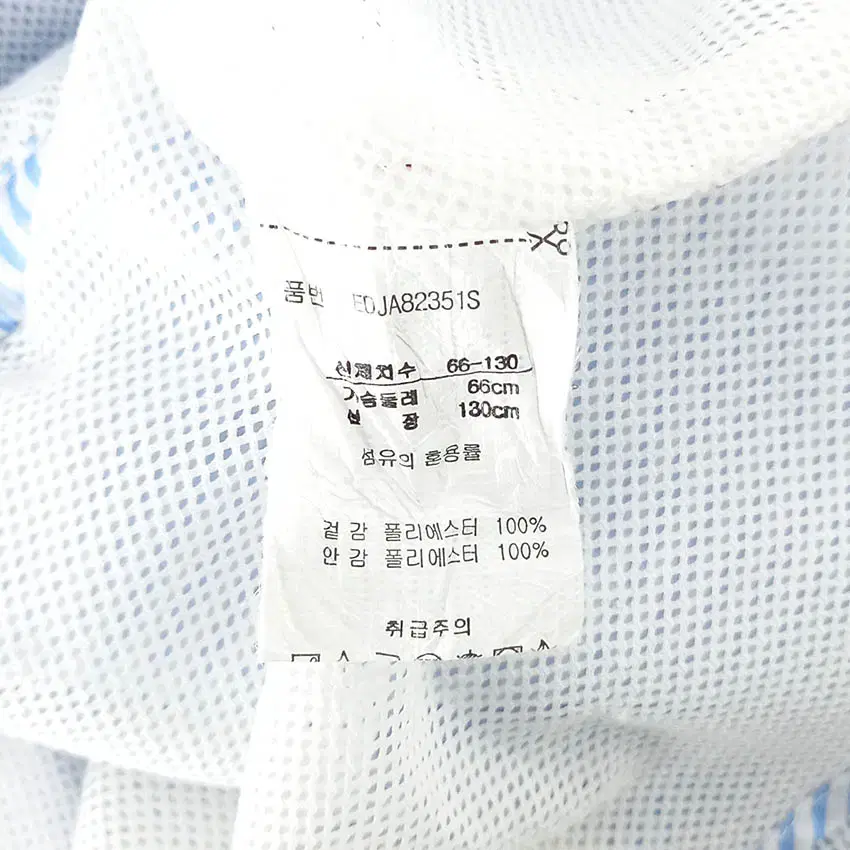 품번 EDJA82351S
신체치수 66-130
가슴둘레 66cm
신 장 130cm
섬유의 혼용률
겉 감 폴리에스터 100%
안 감 폴리에스터 100%
취급주의